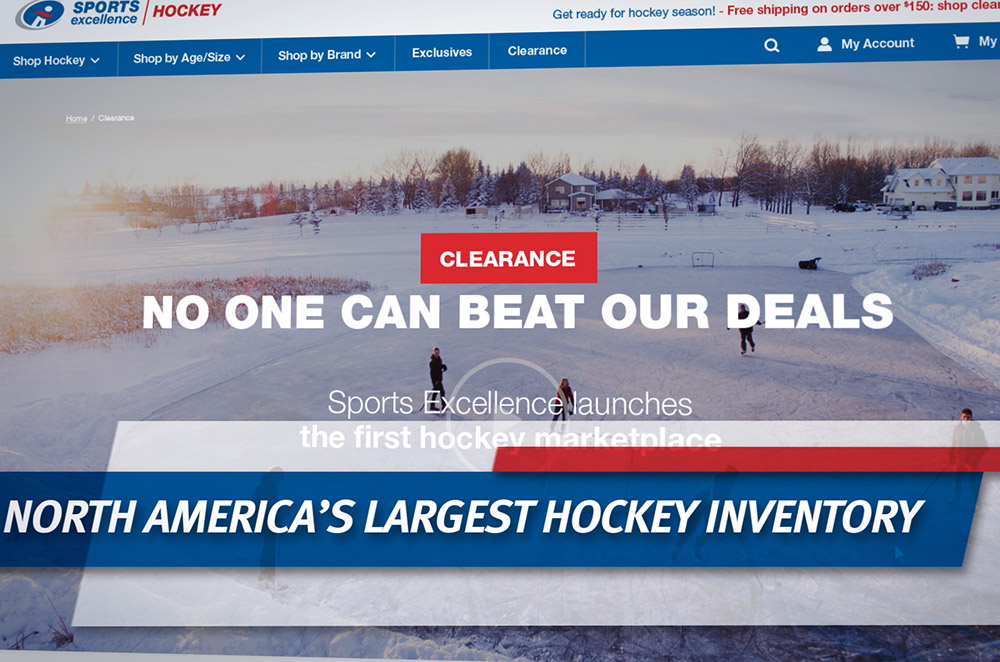 SPORTS
excellence
HOCKEY
Get ready for hockey season! - Free shipping on orders over $150: shop clear
Shop Hockey
Shop by Age/Size
Shop by Brand
Exclusives
Clearance
My Account
My
Home / Clearance
CLEARANCE
NO ONE CAN BEAT OUR DEALS
Sports Excellence launches
the first hockey marketplace
NORTH AMERICA'S LARGEST HOCKEY INVENTORY